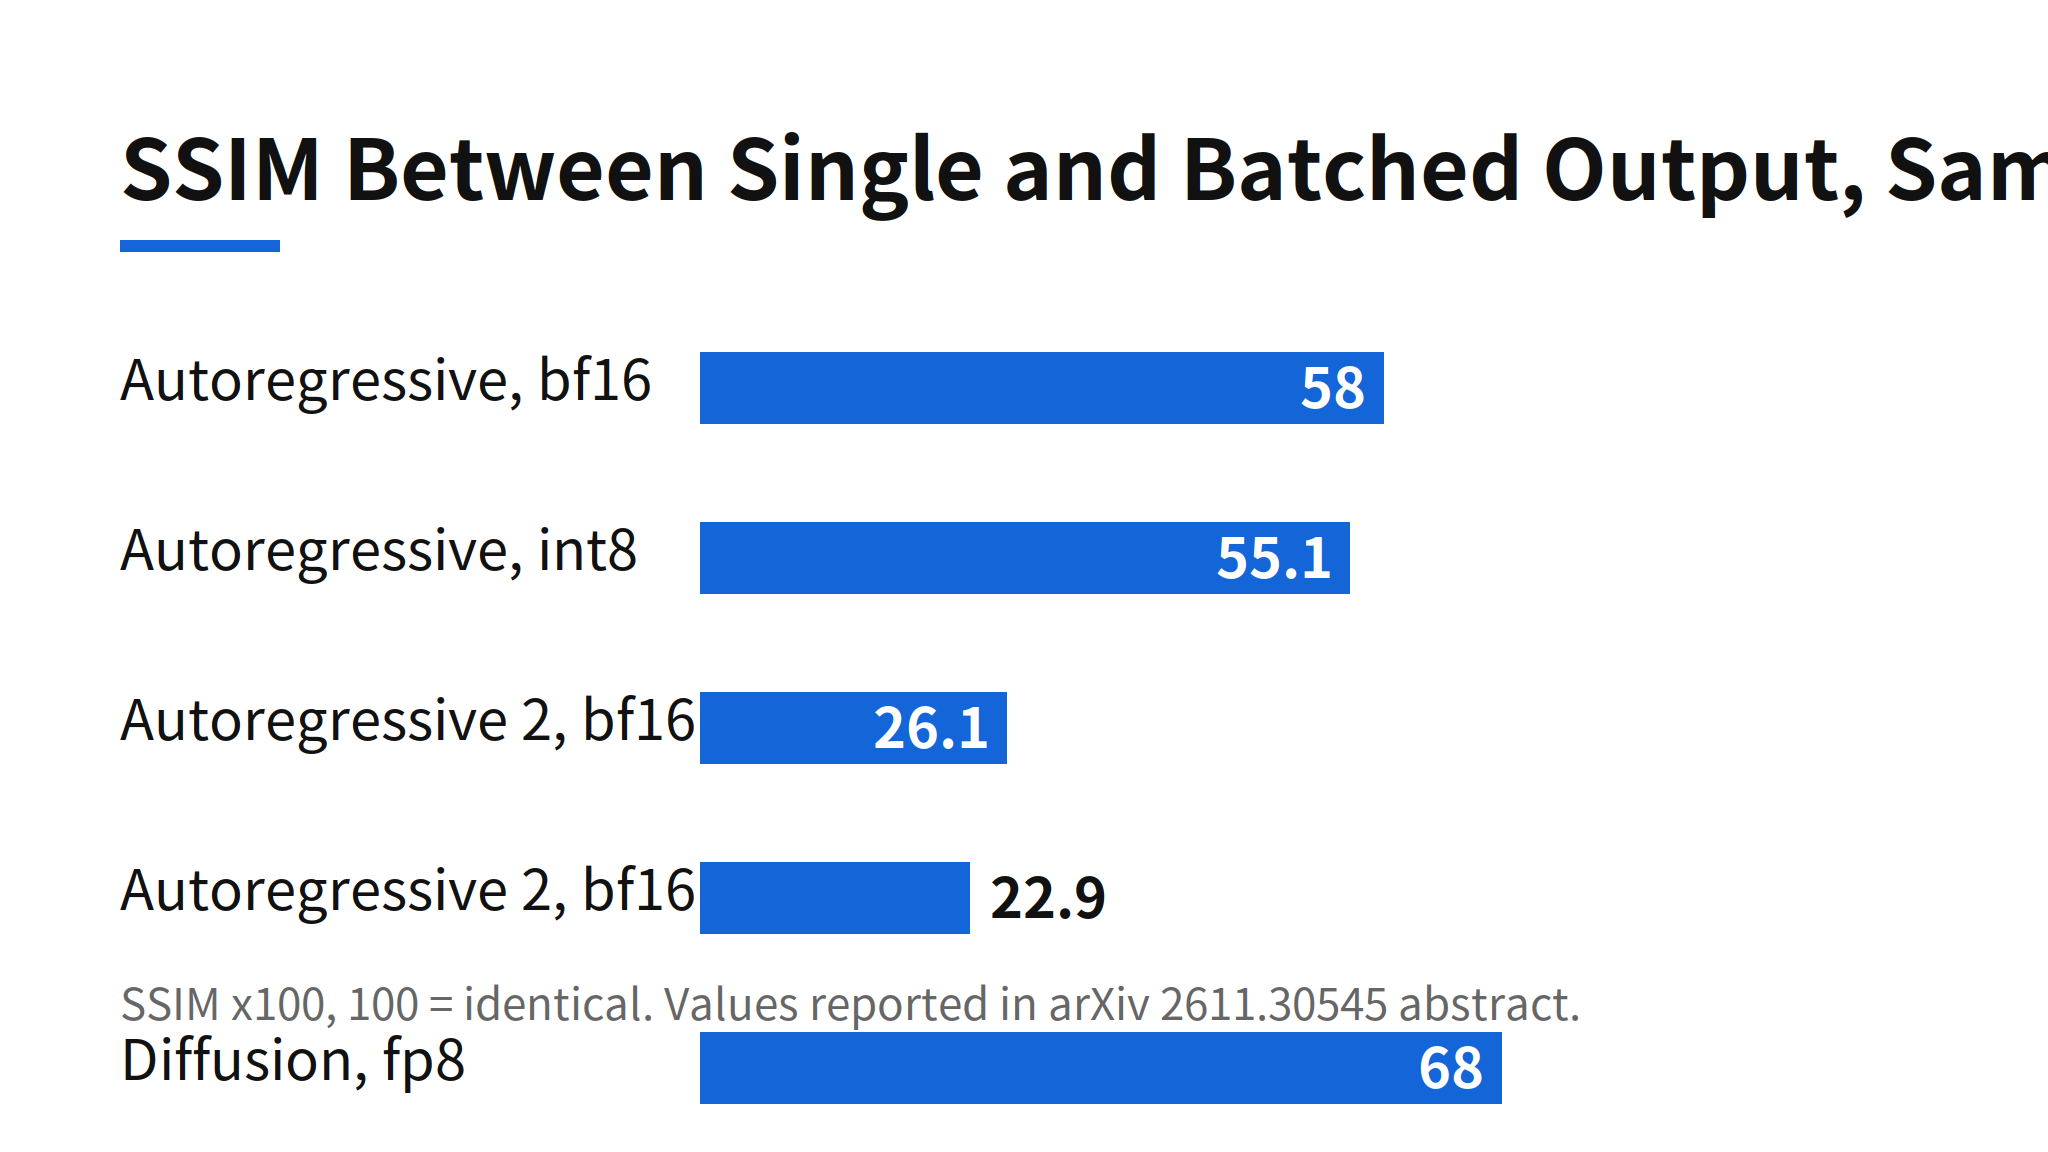 SSIM Between Single and Batched Output,
Autoregressive, bf16
58
Autoregressive, int8
55.1
Autoregressive 2, bf16
26.1
Autoregressive 2, bf16
22.9
SSIM x100, 100 = identical. Values reported in arXiv 2611.30545 abstract.
Diffusion, fp8
68